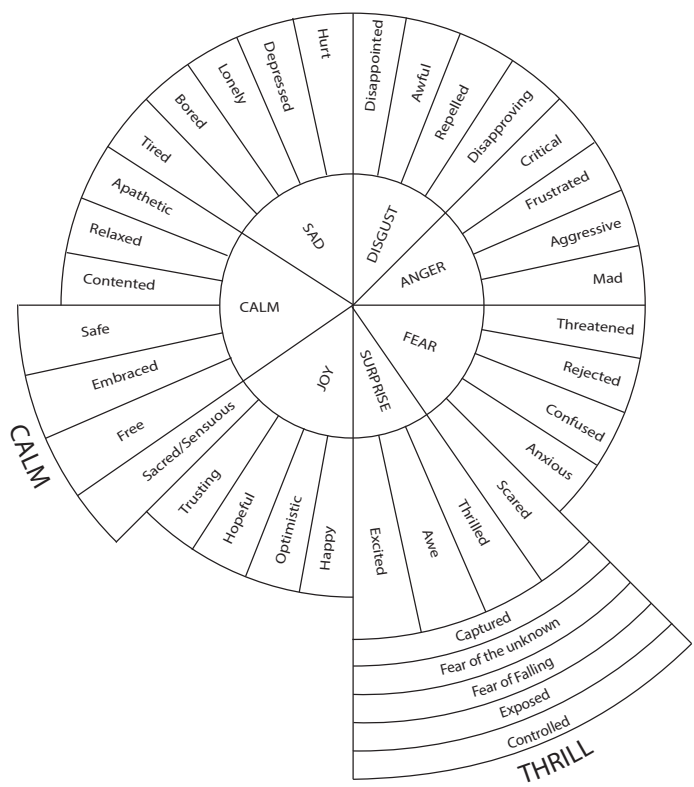 Hurt
Depressed
Lonely
Bored
Tired
Apathetic
Relaxed
Contented
Safe
Embraced
Free
Sacred/Sensuous
Trusting
Hopeful
Optimistic
Happy
Disappointed
Awful
Repelled
Disapproving
Critical
Frustrated
Aggressive
Mad
Threatened
Rejected
Confused
Anxious
Scared
Thrilled
Awe
Excited
SAD
DISGUST
ANGER
FEAR
SURPRISE
JOY
CALM
CALM
Captured
Fear of the unknown
Fear of Falling
Exposed
Controlled
THRILL